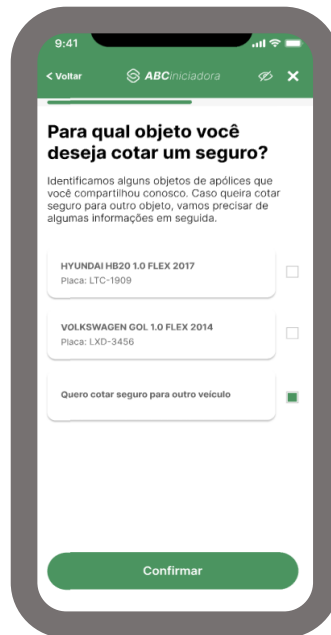 9:41
< Voltar
ABCiniciadora
Para qual objeto você
deseja cotar um seguro?
Identificamos alguns objetos de apólices que
você compartilhou conosco. Caso queira cotar
seguro para outro objeto, vamos precisar de
algumas informações em seguida.
HYUNDAI HB20 1.0 FLEX 2017
Placa: LTC-1909
VOLKSWAGEN GOL 1.0 FLEX 2014
Placa: LXD-3456
Quero cotar seguro para outro veículo
Confirmar